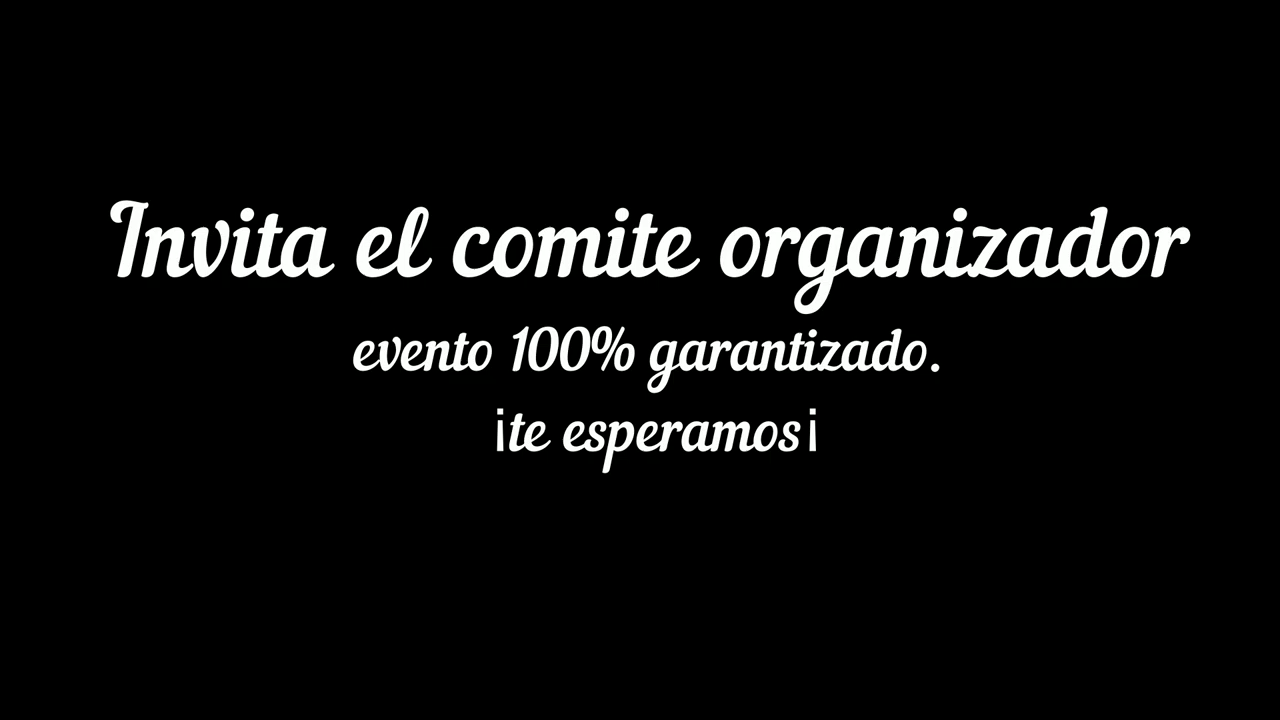 Invita el comite organizador
evento 100% garantizado.
¡te esperamos¡